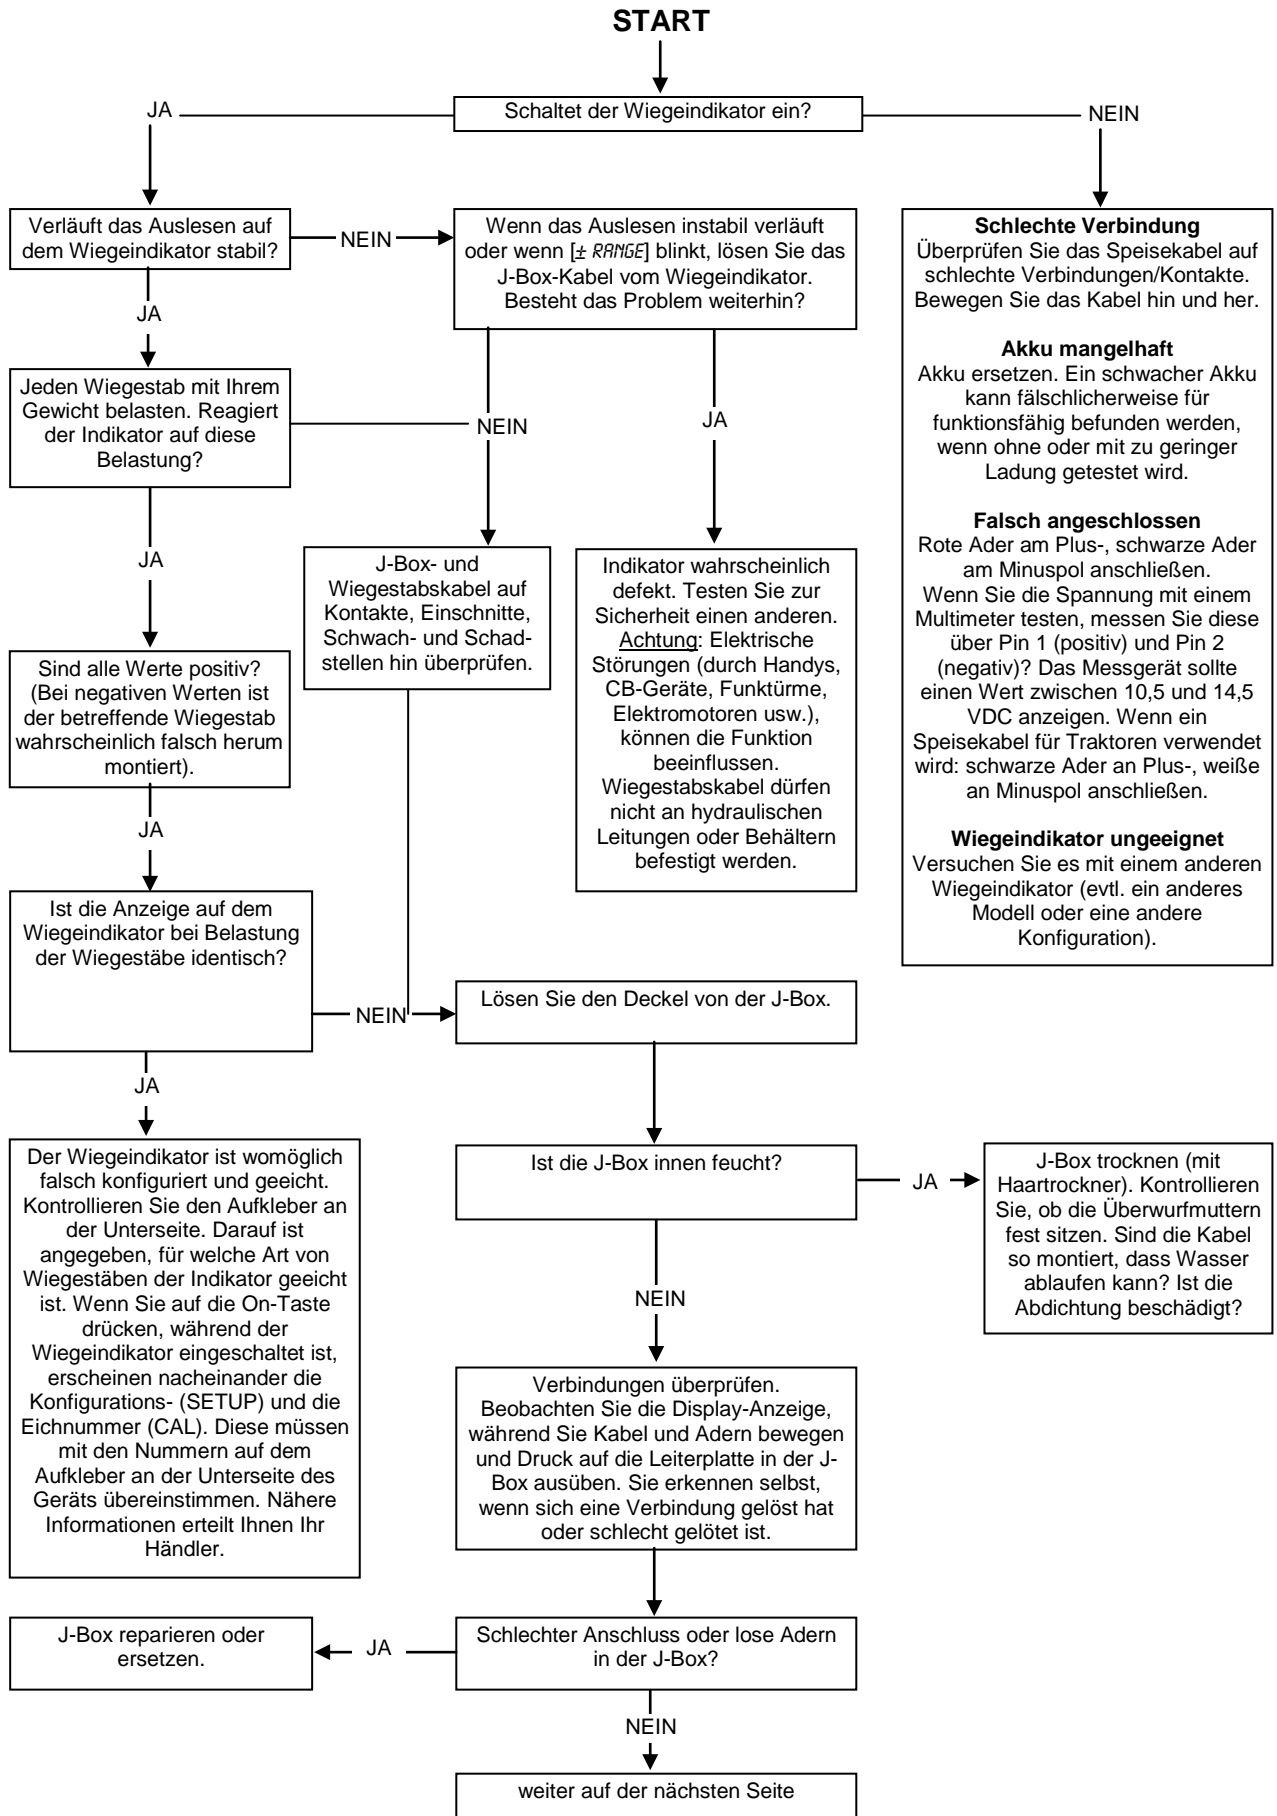 START
Schaltet der Wiegeindikator ein?
JA
NEIN
Verläuft das Auslesen auf
dem Wiegeindikator stabil?
NEIN
Wenn das Auslesen instabil verläuft
oder wenn [± RANGE] blinkt, lösen Sie das
J-Box-Kabel vom Wiegeindikator.
Besteht das Problem weiterhin?
Schlechte Verbindung
Überprüfen Sie das Speisekabel auf
schlechte Verbindungen/Kontakte.
Bewegen Sie das Kabel hin und her.
Akku mangelhaft
Akku ersetzen. Ein schwacher Akku
kann fälschlicherweise für
funktionsfähig befunden werden,
wenn ohne oder mit zu geringer
Ladung getestet wird.
Falsch angeschlossen
Rote Ader am Plus-, schwarze Ader
am Minuspol anschließen.
Wenn Sie die Spannung mit einem
Multimeter testen, messen Sie diese
über Pin 1 (positiv) und Pin 2
(negativ)? Das Messgerät sollte
einen Wert zwischen 10,5 und 14,5
VDC anzeigen. Wenn ein
Speisekabel für Traktoren verwendet
wird: schwarze Ader an Plus-, weiße
an Minuspol anschließen.
Wiegeindikator ungeeignet
Versuchen Sie es mit einem anderen
Wiegeindikator (evtl. ein anderes
Modell oder eine andere
Konfiguration).
JA
Jeden Wiegestab mit Ihrem
Gewicht belasten. Reagiert
der Indikator auf diese
Belastung?
NEIN
JA
JA
J-Box- und
Wiegestabskabel auf
Kontakte, Einschnitte,
Schwach- und Schad-
stellen hin überprüfen.
Indikator wahrscheinlich
defekt. Testen Sie zur
Sicherheit einen anderen.
Achtung: Elektrische
Störungen (durch Handys,
CB-Geräte, Funktürme,
Elektromotoren usw.),
können die Funktion
beeinflussen.
Wiegestabskabel dürfen
nicht an hydraulischen
Leitungen oder Behältern
befestigt werden.
Sind alle Werte positiv?
(Bei negativen Werten ist
der betreffende Wiegestab
wahrscheinlich falsch herum
montiert).
JA
Ist die Anzeige auf dem
Wiegeindikator bei Belastung
der Wiegestäbe identisch?
NEIN
Lösen Sie den Deckel von der J-Box.
JA
Der Wiegeindikator ist womöglich
falsch konfiguriert und geeicht.
Kontrollieren Sie den Aufkleber an
der Unterseite. Darauf ist
angegeben, für welche Art von
Wiegestäben der Indikator geeicht
ist. Wenn Sie auf die On-Taste
drücken, während der
Wiegeindikator eingeschaltet ist,
erscheinen nacheinander die
Konfigurations- (SETUP) und die
Eichnummer (CAL). Diese müssen
mit den Nummern auf dem
Aufkleber an der Unterseite des
Geräts übereinstimmen. Nähere
Informationen erteilt Ihnen Ihr
Händler.
Ist die J-Box innen feucht?
JA
J-Box trocknen (mit
Haartrockner). Kontrollieren
Sie, ob die Überwurfmuttern
fest sitzen. Sind die Kabel
so montiert, dass Wasser
ablaufen kann? Ist die
Abdichtung beschädigt?
NEIN
Verbindungen überprüfen.
Beobachten Sie die Display-Anzeige,
während Sie Kabel und Adern bewegen
und Druck auf die Leiterplatte in der J-
Box ausüben. Sie erkennen selbst,
wenn sich eine Verbindung gelöst hat
oder schlecht gelötet ist.
Schlechter Anschluss oder lose Adern
in der J-Box?
JA
J-Box reparieren oder
ersetzen.
NEIN
weiter auf der nächsten Seite